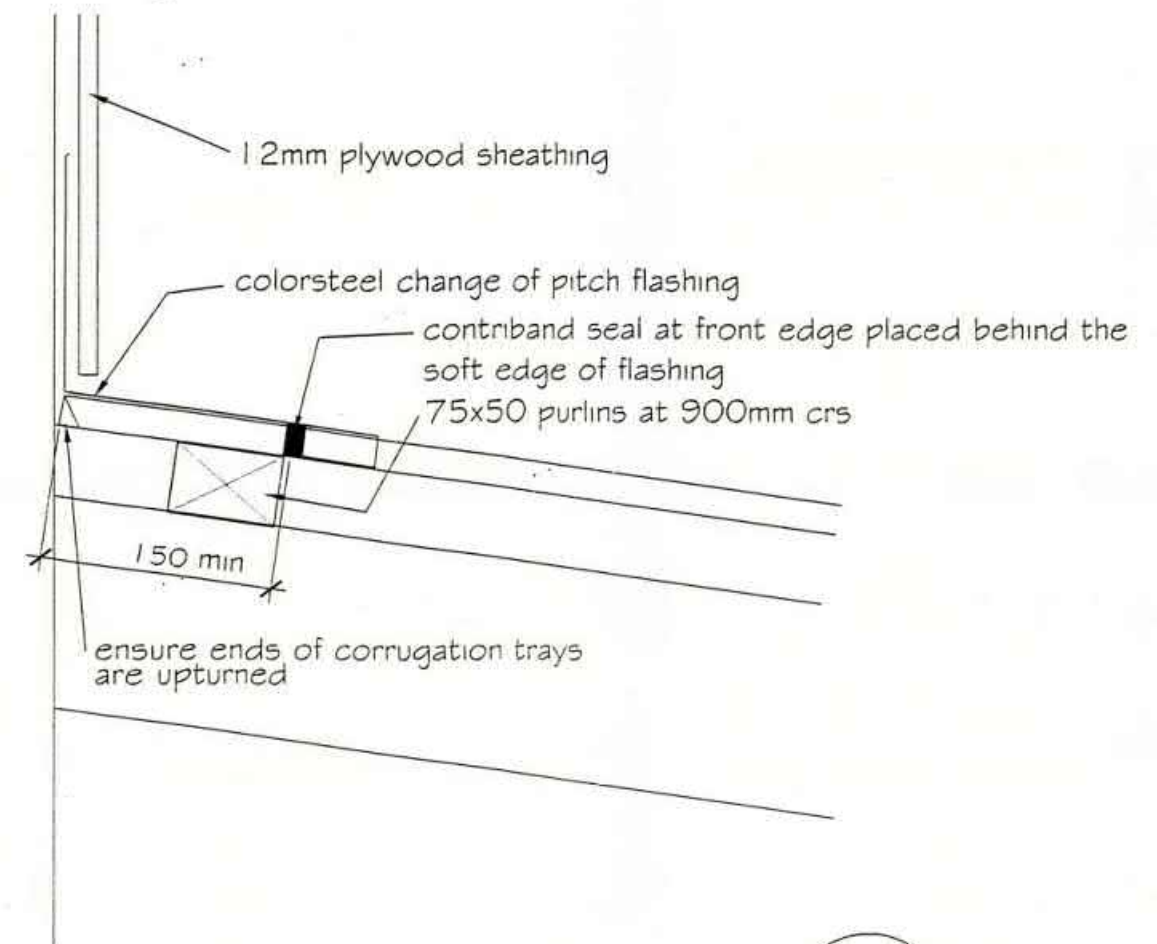 12mm plywood sheathing
colorsteel change of pitch flashing
contriband seal at front edge placed behind the
soft edge of flashing
75x50 purlins at 900mm crs
150 min
ensure ends of corrugation trays
are upturned